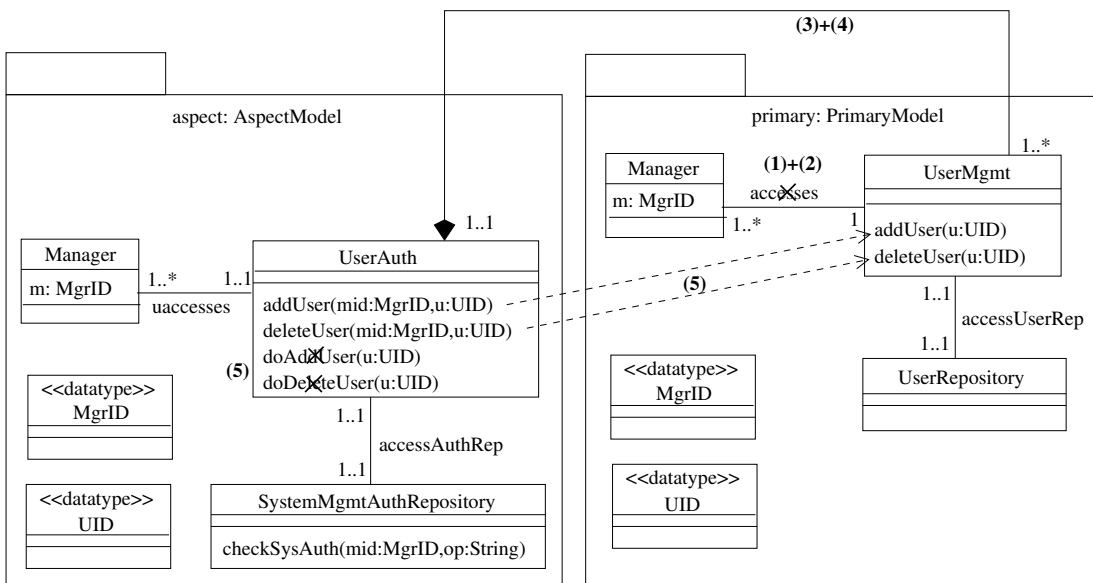 (3)+(4)
aspect: AspectModel
primary: PrimaryModel
1..*
Manager
m: MgrID
(1)+(2)
accesses
1..*
1
UserMgmt
addUser(u:UID)
deleteUser(u:UID)
1..1
Manager
m: MgrID
1..*
1..1
uaccesses
UserAuth
addUser(mid:MgrID,u:UID)
deleteUser(mid:MgrID,u:UID)
doAddUser(u:UID)
doDeleteUser(u:UID)
(5)
(5)
1..1
accessUserRep
1..1
UserRepository
<<datatype>>
MgrID
1..1
accessAuthRep
1..1
<<datatype>>
MgrID
<<datatype>>
UID
SystemMgmtAuthRepository
checkSysAuth(mid:MgrID,op:String)
<<datatype>>
UID